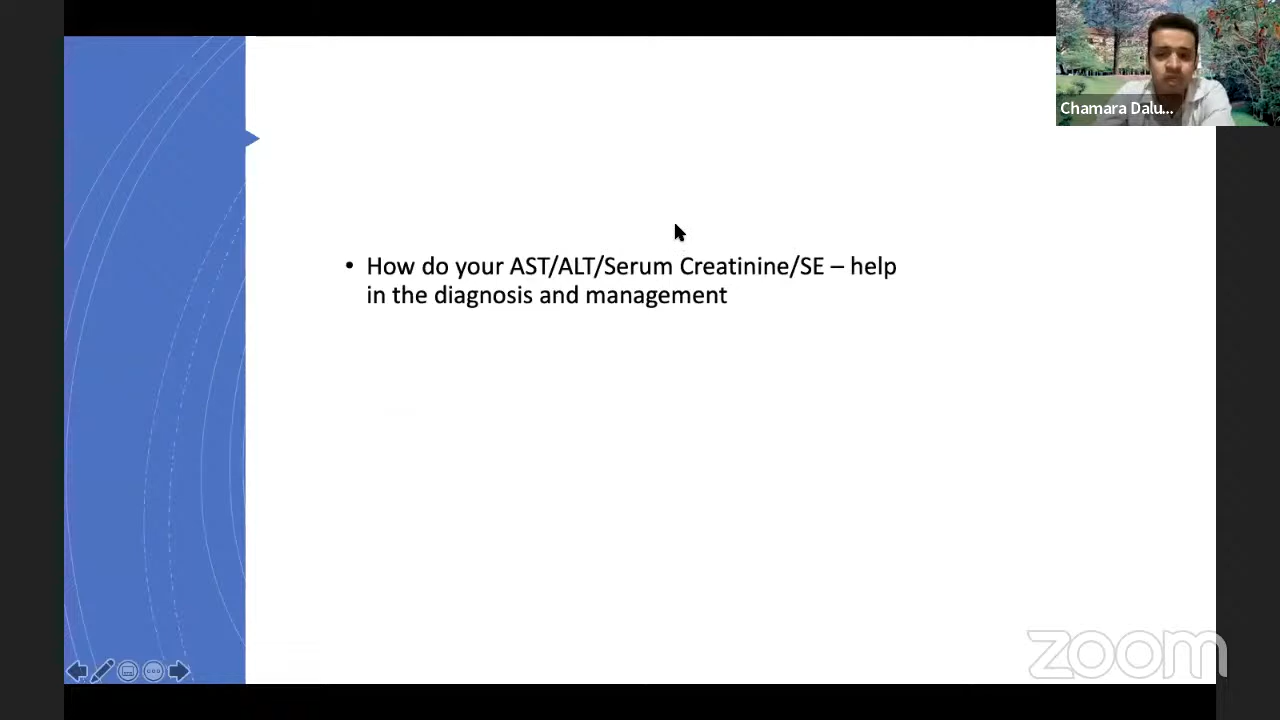 Chamara Dalu...
• How do your AST/ALT/Serum Creatinine/SE – help
in the diagnosis and management
zoom